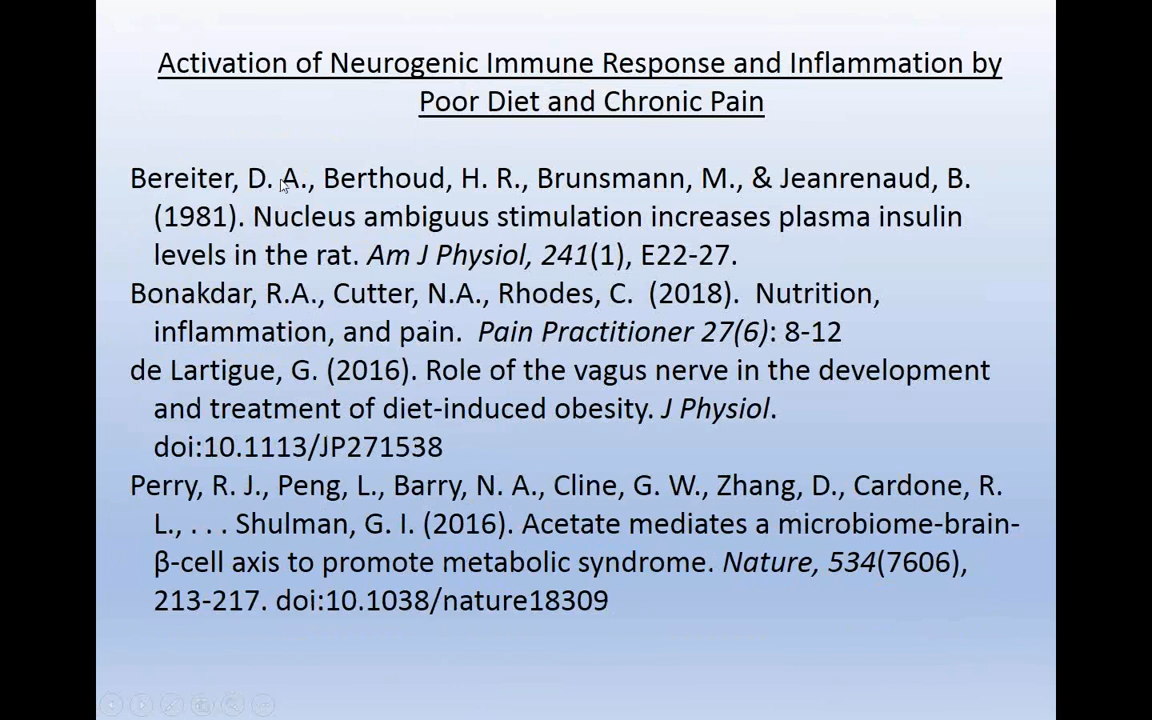 Activation of Neurogenic Immune Response and Inflammation by
Poor Diet and Chronic Pain
Bereiter, D. A., Berthoud, H. R., Brunsmann, M., & Jeanrenaud, B.
(1981). Nucleus ambiguus stimulation increases plasma insulin
levels in the rat. Am J Physiol, 241(1), E22-27.
Bonakdar, R.A., Cutter, N.A., Rhodes, C.  (2018).  Nutrition,
inflammation, and pain.  Pain Practitioner 27(6): 8-12
de Lartigue, G. (2016). Role of the vagus nerve in the development
and treatment of diet-induced obesity. J Physiol.
doi:10.1113/JP271538
Perry, R. J., Peng, L., Barry, N. A., Cline, G. W., Zhang, D., Cardone, R.
L., . . . Shulman, G. I. (2016). Acetate mediates a microbiome-brain-
β-cell axis to promote metabolic syndrome. Nature, 534(7606),
213-217. doi:10.1038/nature18309